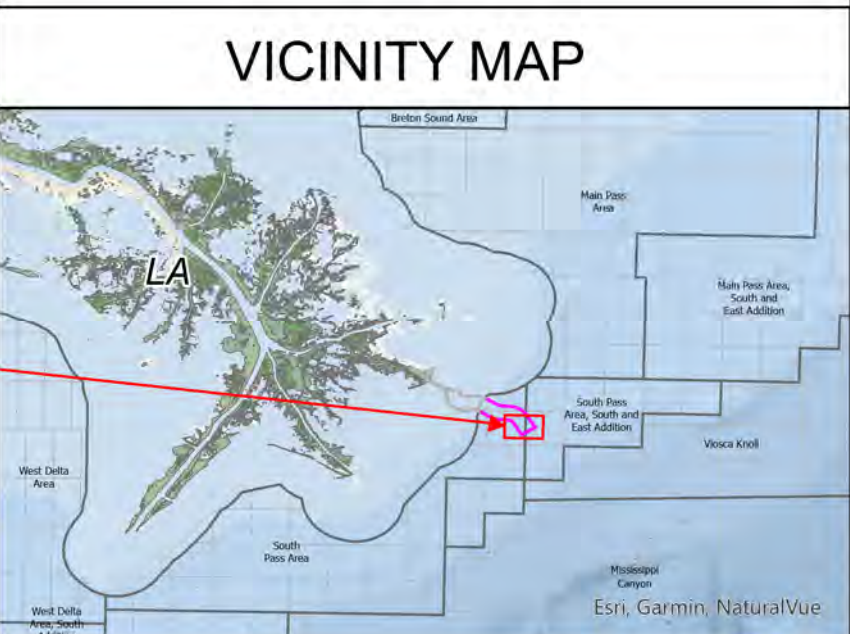 VICINITY MAP
Breton Sound Area
Main Pass
Area
LA
Main Pass Area,
South and
East Addition
South Pass
Area, South and
East Addition
Viosca Knoll
West Delta
Area
South
Pass Area
Mississippi
Canyon
Esri, Garmin, NaturalVue
West Delta
Area, South